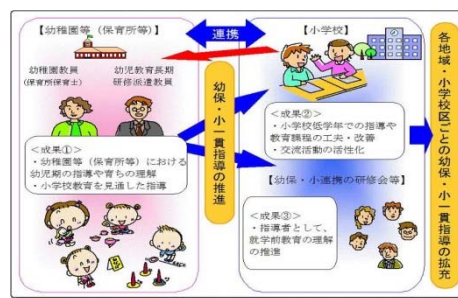 【幼稚園等(保育所等)】
連携
【小学校】
幼稚園教員
(保育所保育士)
幼児教育長期
研修派遣教員
<成果①>
・幼稚園等(保育所等)における
幼児期の指導や育ちの理解
・小学校教育を見通した指導
幼保・小一貫指導の推進
<成果②>
・小学校低学年での指導や
教育課程の工夫・改善
・交流活動の活性化
【幼保・小連携の研修会等】
<成果③>
・指導者として、
就学前教育の理解
の推進
各地域・小学校区ごとの幼保・小一貫指導の拡充